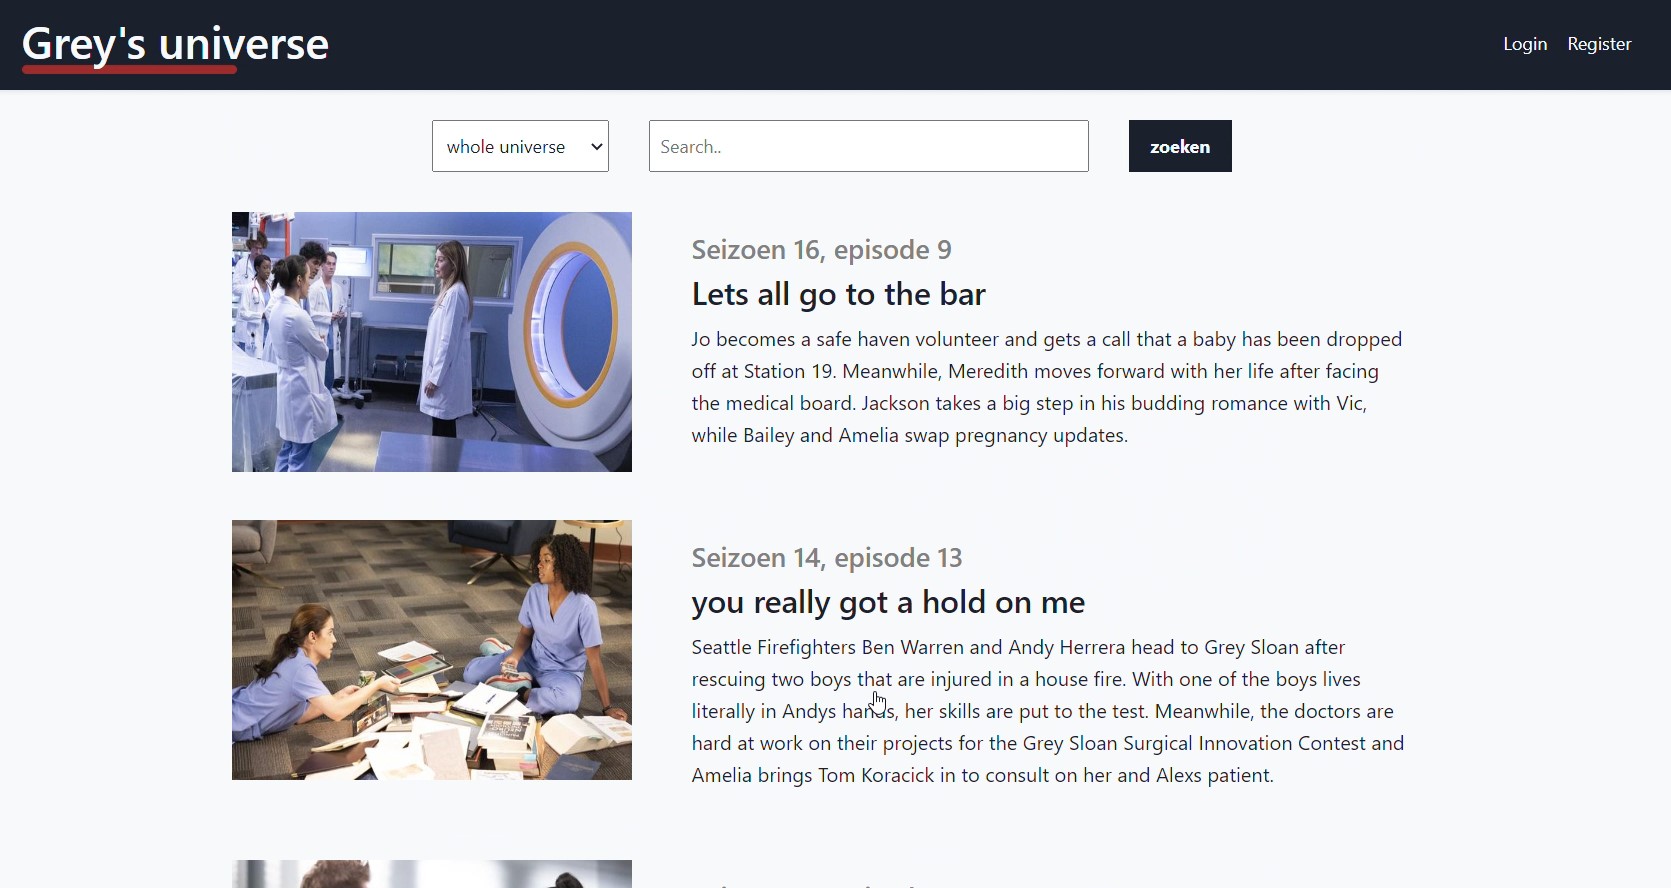 Grey's universe
Login Register
whole universe
Search..
zoeken
Seizoen 16, episode 9
Lets all go to the bar
Jo becomes a safe haven volunteer and gets a call that a baby has been dropped
off at Station 19. Meanwhile, Meredith moves forward with her life after facing
the medical board. Jackson takes a big step in his budding romance with Vic,
while Bailey and Amelia swap pregnancy updates.
Seizoen 14, episode 13
you really got a hold on me
Seattle Firefighters Ben Warren and Andy Herrera head to Grey Sloan after
rescuing two boys that are injured in a house fire. With one of the boys lives
literally in Andys hands, her skills are put to the test. Meanwhile, the doctors are
hard at work on their projects for the Grey Sloan Surgical Innovation Contest and
Amelia brings Tom Koracick in to consult on her and Alexs patient.